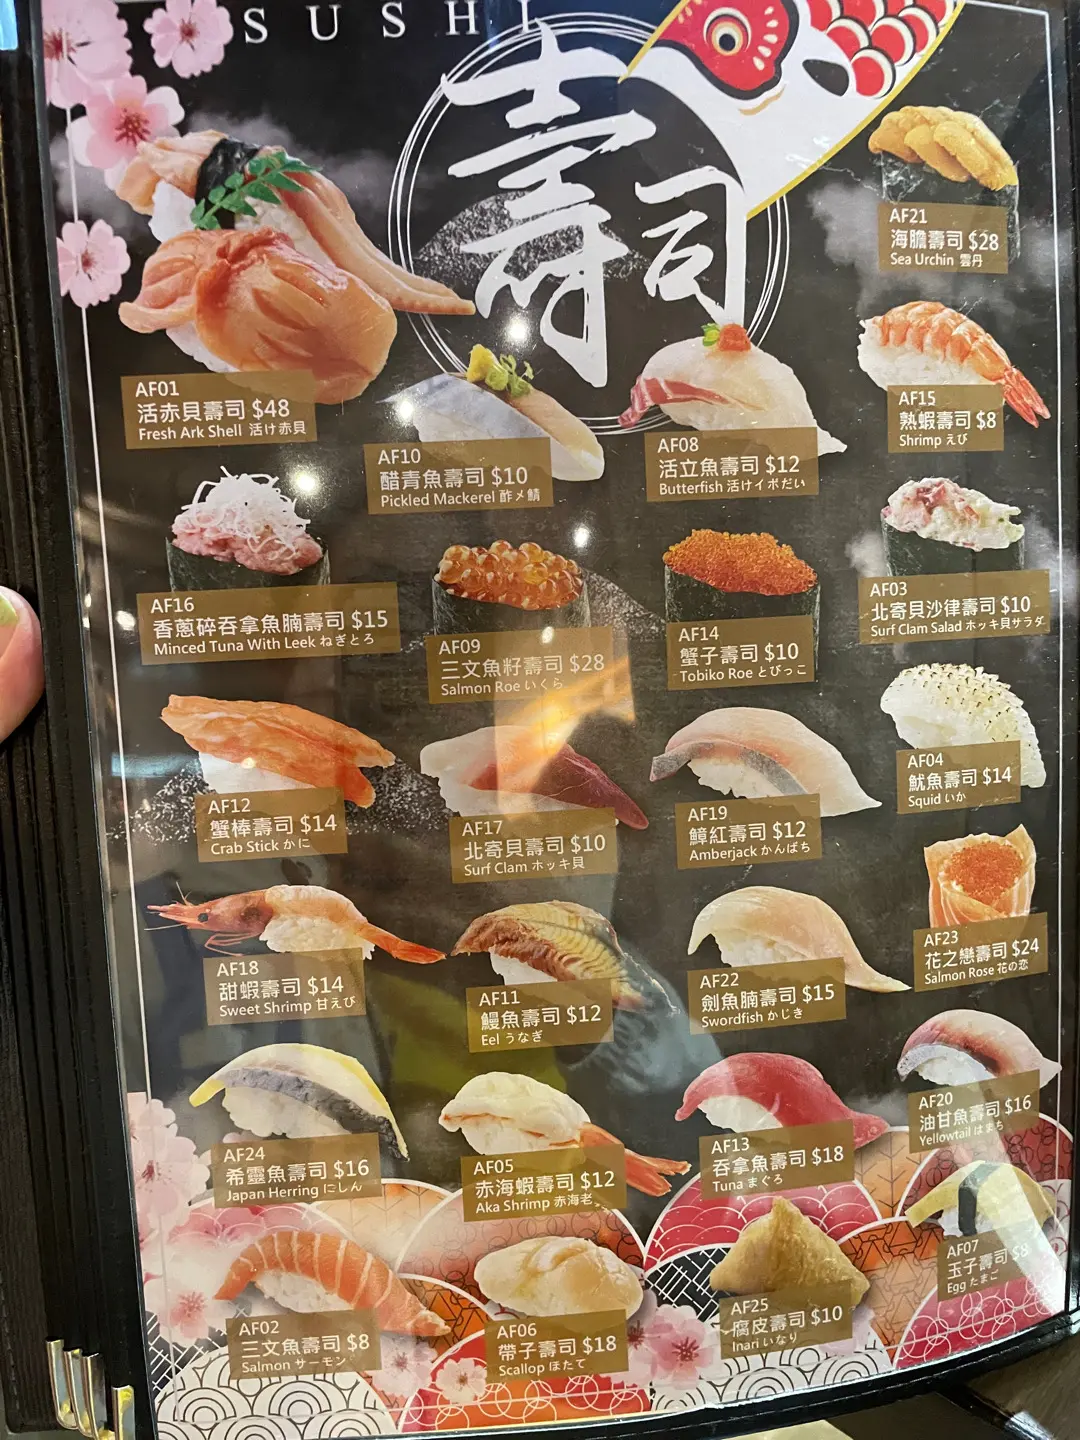 SUSHI
壽司
AF21
海膽壽司 $28
Sea Urchin 雲丹
AF01
活赤貝壽司 $48
Fresh Ark Shell 活け赤貝
AF10
醋青魚壽司 $10
Pickled Mackerel 酢〆鯖
AF08
活立魚壽司 $12
Butterfish 活けイボだい
AF15
熟蝦壽司 $8
Shrimp えび
AF16
香蔥碎吞拿魚腩壽司 $15
Minced Tuna With Leek ねぎとろ
AF09
三文魚籽壽司 $28
Salmon Roe いくら
AF14
蟹子壽司 $10
Tobiko Roe とびっこ
AF03
北寄貝沙律壽司 $10
Surf Clam Salad ホッキ貝サラダ
AF12
蟹棒壽司 $14
Crab Stick かに
AF17
北寄貝壽司 $10
Surf Clam ホッキ貝
AF19
鱆紅壽司 $12
Amberjack かんぱち
AF04
魷魚壽司 $14
Squid いか
AF18
甜蝦壽司 $14
Sweet Shrimp 甘えび
AF11
鰻魚壽司 $12
Eel うなぎ
AF22
劍魚腩壽司 $15
Swordfish かじき
AF23
花之戀壽司 $24
Salmon Rose 花の恋
AF24
希靈魚壽司 $16
Japan Herring にしん
AF05
赤海蝦壽司 $12
Aka Shrimp 赤海老
AF13
吞拿魚壽司 $18
Tuna まぐろ
AF20
油甘魚壽司 $16
Yellowtail はまち
AF02
三文魚壽司 $8
Salmon サーモン
AF06
帶子壽司 $18
Scallop ほたて
AF25
腐皮壽司 $10
Inari いなり
AF07
玉子壽司 $8
Egg たまご